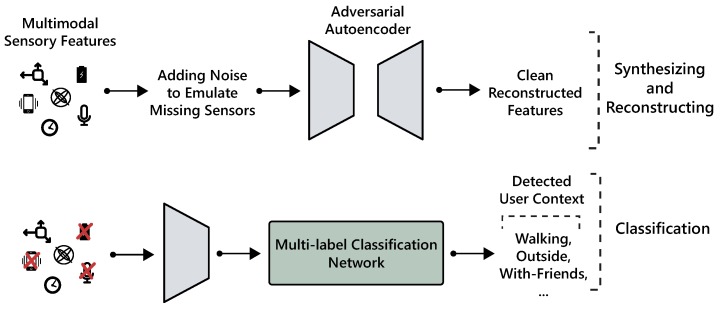 Multimodal
Sensory Features
Adding Noise
to Emulate
Missing Sensors
Adversarial
Autoencoder
Clean
Reconstructed
Features
Synthesizing
and
Reconstructing
Multi-label Classification
Network
Detected
User Context
Walking,
Outside,
With-Friends,
...
Classification